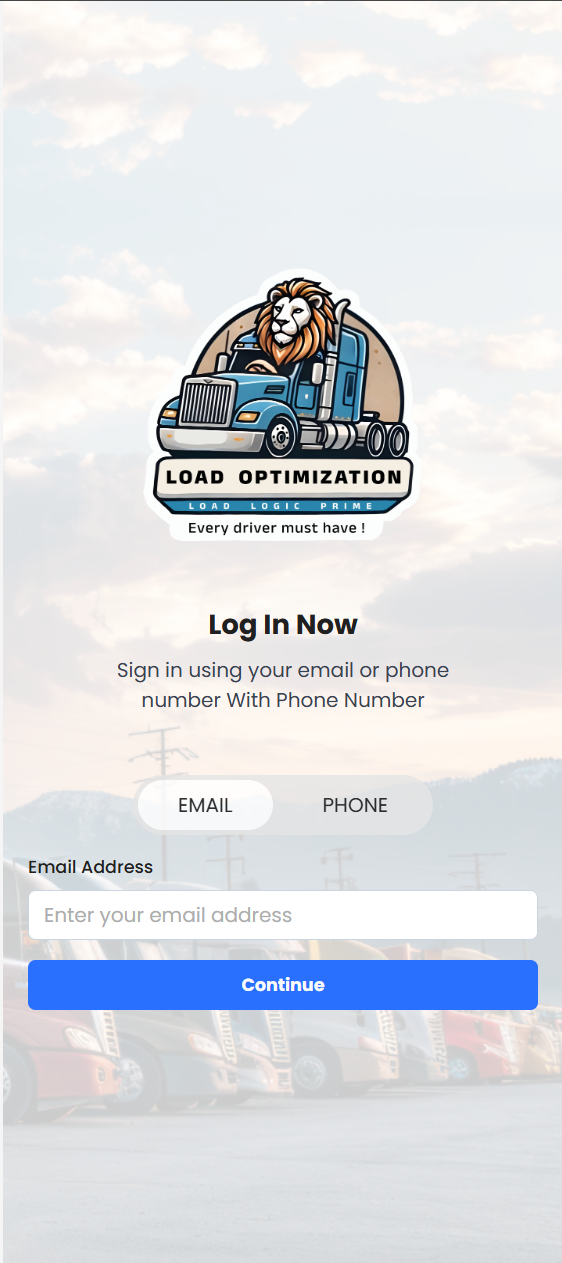 LOAD OPTIMIZATION
LOAD LOGIC PRIME
Every driver must have !
Log In Now
Sign in using your email or phone
number With Phone Number
EMAIL PHONE
Email Address
Enter your email address
Continue